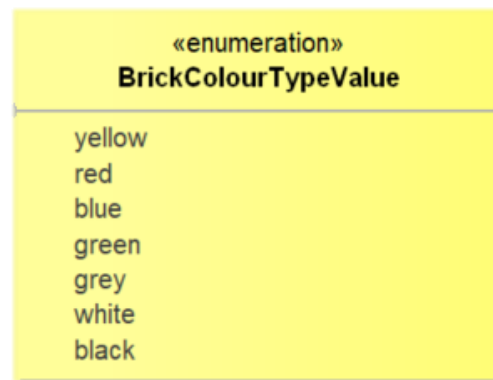 «enumeration»
BrickColourTypeValue
yellow
red
blue
green
grey
white
black